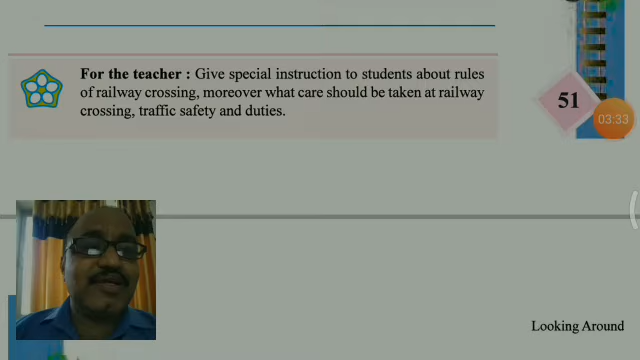 For the teacher : Give special instruction to students about rules
of railway crossing, moreover what care should be taken at railway
crossing, traffic safety and duties.
51
03:33
Looking Around